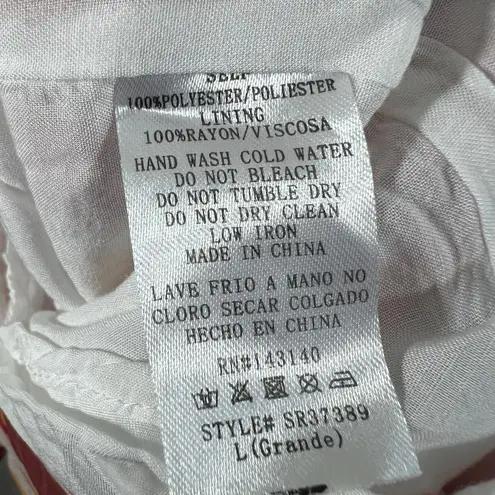 SELF
100%POLYESTER/POLIESTER
LINING
100%RAYON/VISCOSA
HAND WASH COLD WATER
DO NOT BLEACH
DO NOT TUMBLE DRY
DO NOT DRY CLEAN
LOW IRON
MADE IN CHINA
LAVE FRIO A MANO NO
CLORO SECAR COLGADO
HECHO EN CHINA
RN#143140
STYLE# SR37389
L(Grande)